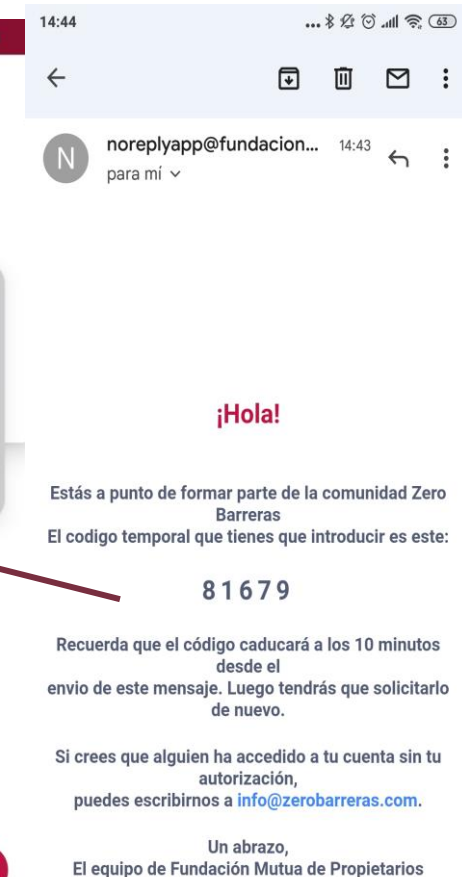 14:44
63
N
noreplyapp@fundacion... 14:43
para mí
¡Hola!
Estás a punto de formar parte de la comunidad Zero
Barreras
El codigo temporal que tienes que introducir es este:
81679
Recuerda que el código caducará a los 10 minutos
desde el
envio de este mensaje. Luego tendrás que solicitarlo
de nuevo.
Si crees que alguien ha accedido a tu cuenta sin tu
autorización,
puedes escribirnos a info@zerobarreras.com.
Un abrazo,
El equipo de Fundación Mutua de Propietarios